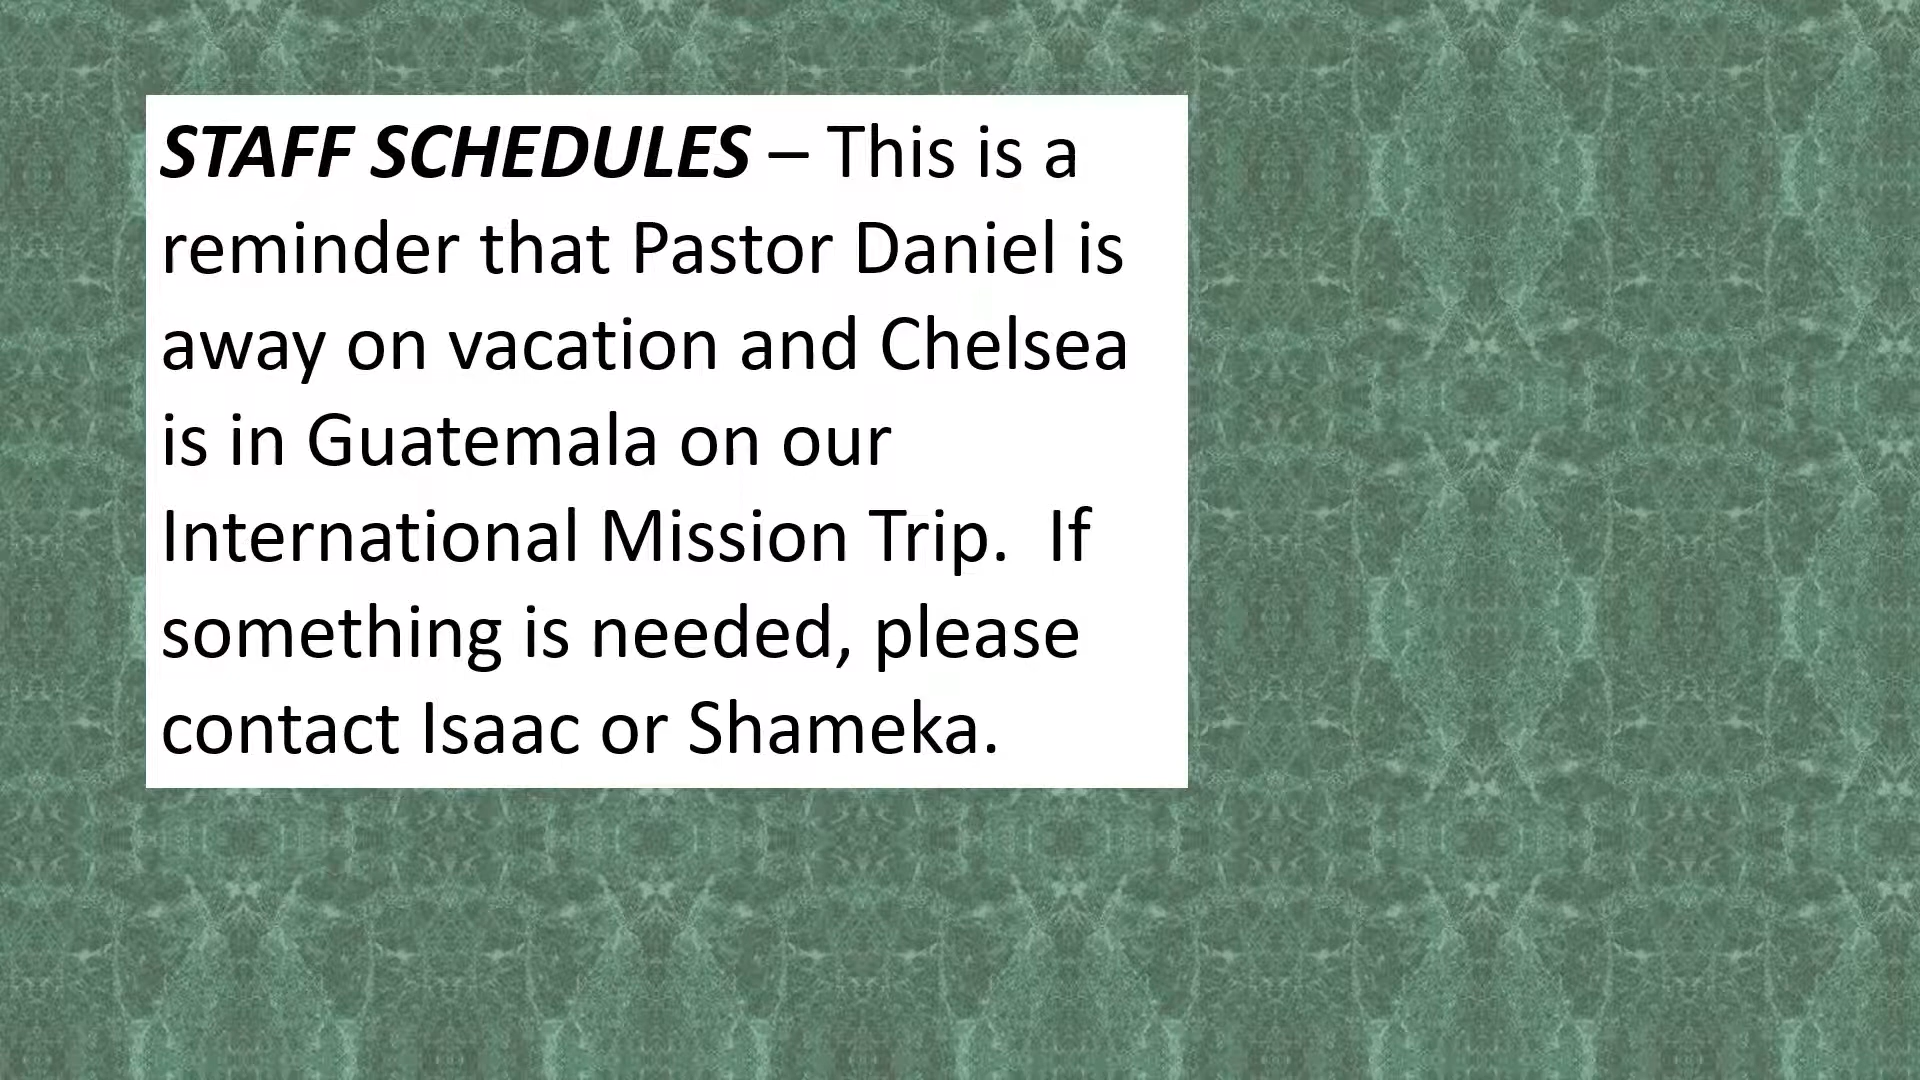 STAFF SCHEDULES – This is a
reminder that Pastor Daniel is
away on vacation and Chelsea
is in Guatemala on our
International Mission Trip.  If
something is needed, please
contact Isaac or Shameka.